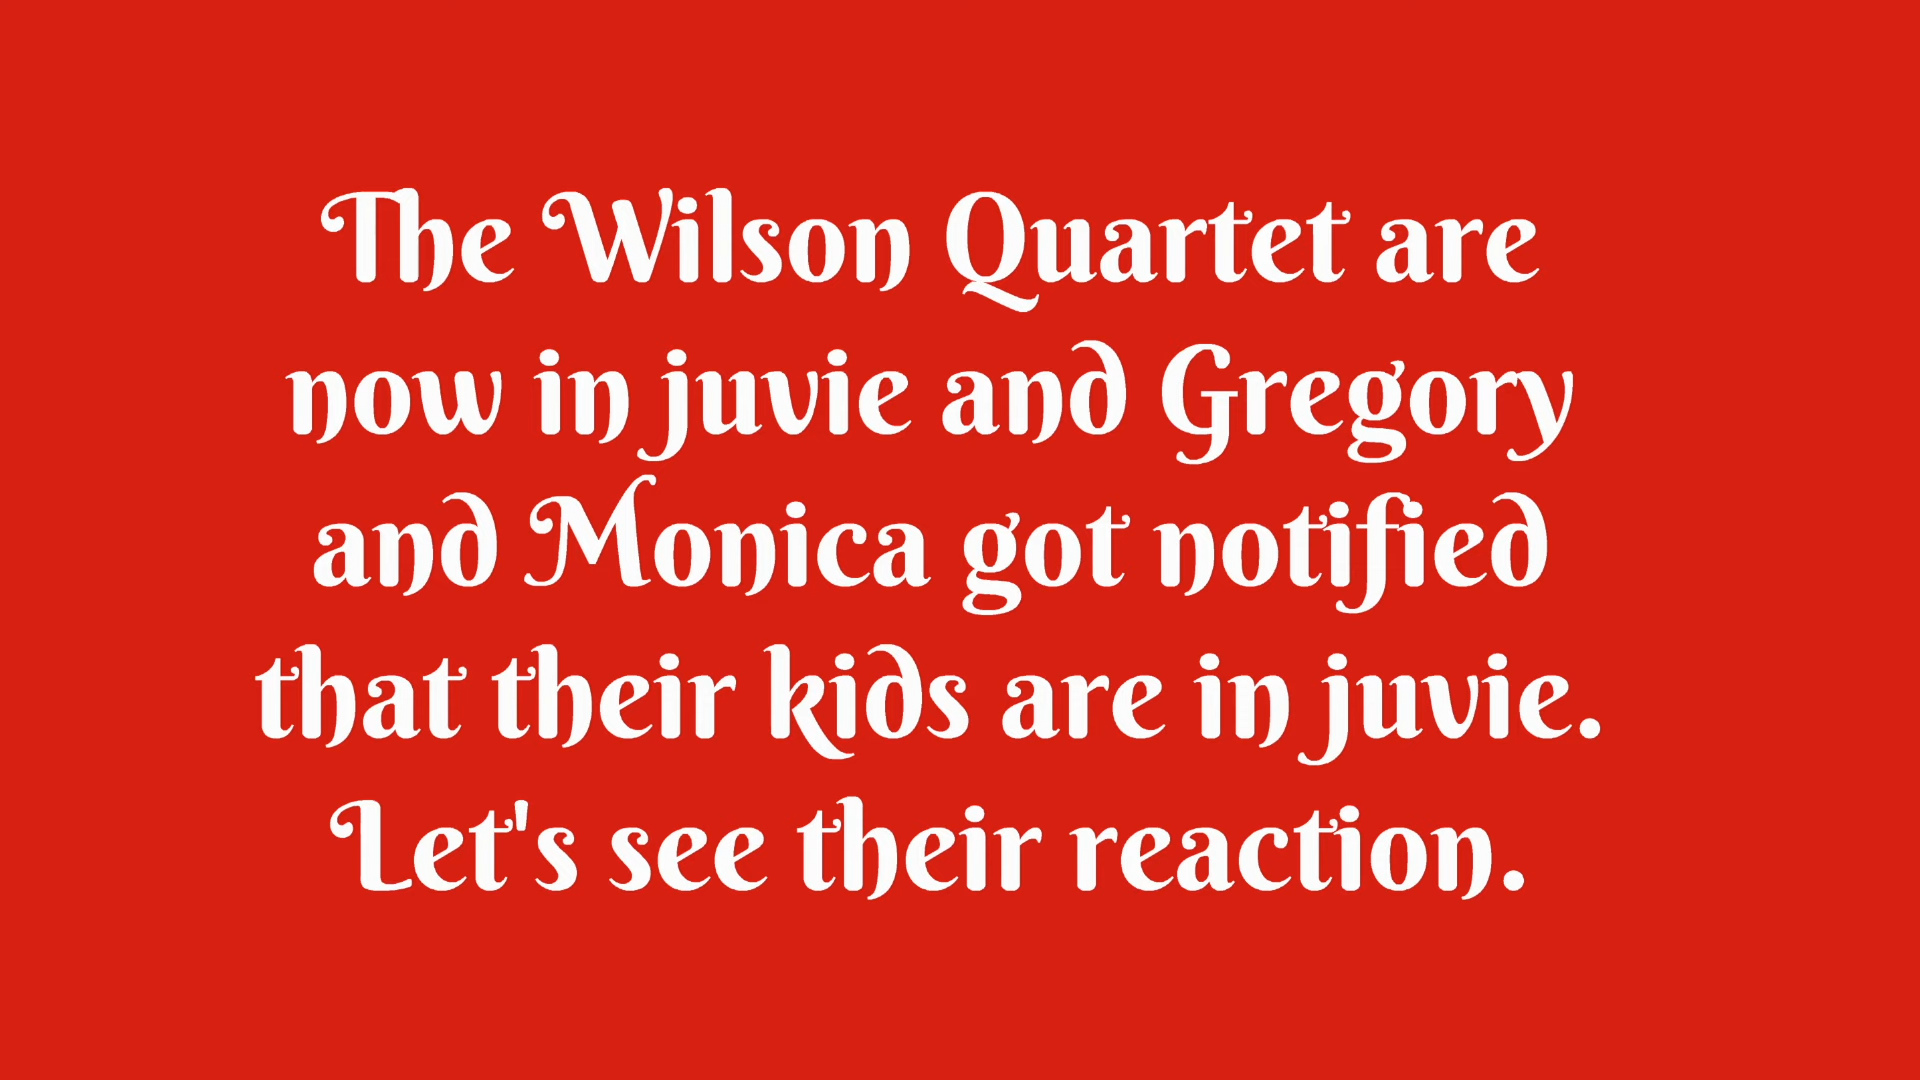 The Wilson Quartet are
now in juvie and Gregory
and Monica got notified
that their kids are in juvie.
Let's see their reaction.